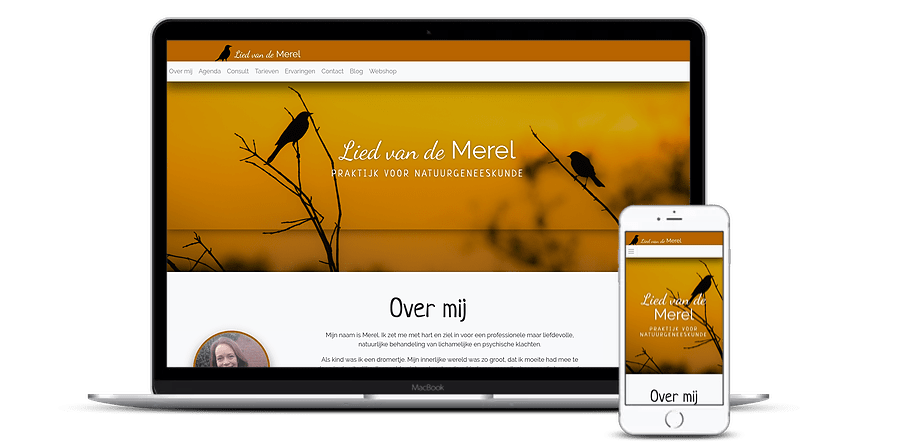 Lied van de Merel
Over mij Agenda Consult Tarieven Ervaringen Contact Blog Webshop
Lied van de Merel
PRAKTIJK VOOR NATUURGENEESKUNDE
Over mij
Mijn naam is Merel. Ik zet me met hart en ziel in voor een professionele maar liefdevolle,
natuurlijke behandeling van lichamelijke en psychische klachten.
Als kind was ik een dromertje. Mijn innerlijke wereld was zo groot, dat ik moeite had mee te
MacBook
Lied van de Merel
Lied van de
Merel
PRAKTIJK VOOR
NATUURGENEESKUNDE
Over mij